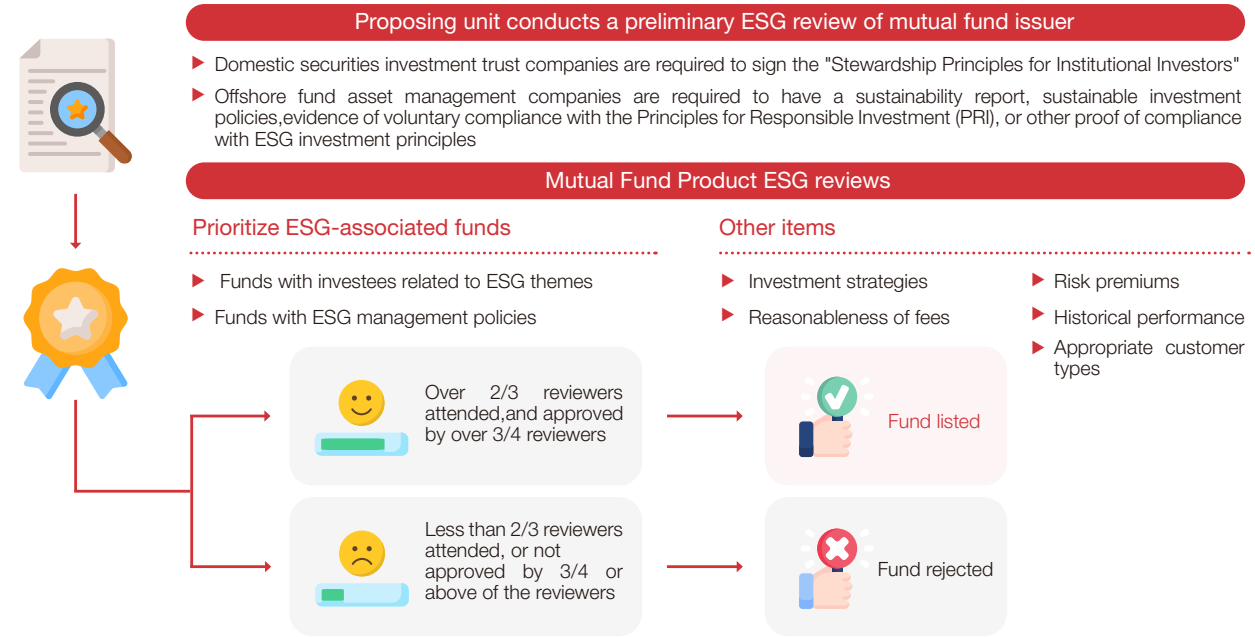 Proposing unit conducts a preliminary ESG review of mutual fund issuer
Domestic securities investment trust companies are required to sign the "Stewardship Principles for Institutional Investors"
Offshore fund asset management companies are required to have a sustainability report, sustainable investment
policies,evidence of voluntary compliance with the Principles for Responsible Investment (PRI), or other proof of compliance
with ESG investment principles
Mutual Fund Product ESG reviews
Prioritize ESG-associated funds
Funds with investees related to ESG themes
Funds with ESG management policies
Other items
Investment strategies
Reasonableness of fees
Risk premiums
Historical performance
Appropriate customer
types
Over 2/3 reviewers
attended,and approved
by over 3/4 reviewers
Fund listed
Less than 2/3 reviewers
attended, or not
approved by 3/4 or
above of the reviewers
Fund rejected